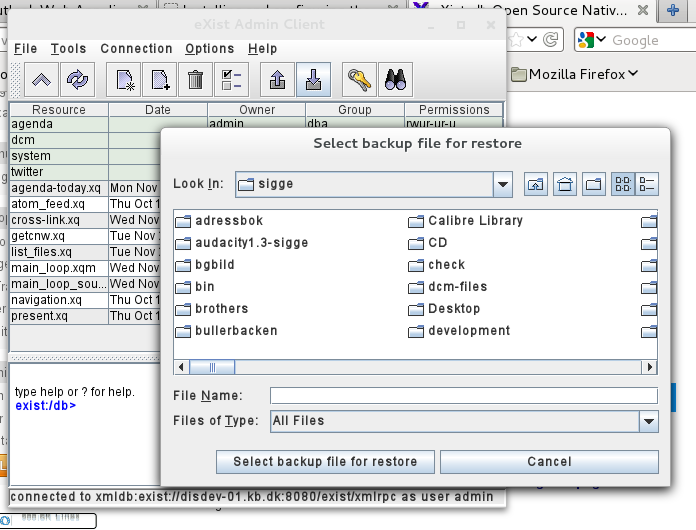 eXist Admin Client
Open Source Nativ...
File Tools Connection Options Help
Google
Mozilla Firefox
Resource Date Owner Group Permissions
agenda admin dba rwur-ur-u
dcm
system
twitter
agenda-today.xq Mon Nov
atom_feed.xq Thu Oct 1
cross-link.xq Wed Nov
getcnw.xq Tue Nov
list_files.xq Tue Nov
main_loop.xqm Wed Nov
main_loop_sou... Wed Nov
navigation.xq Thu Oct 1
present.xq Thu Oct 1
type help or ? for help.
exist:/db>
connected to xmldb:exist://disdev-01.kb.dk:8080/exist/xmlrpc as user admin
Select backup file for restore
Look In: sigge
adressbok
audacity1.3-sigge
bgbild
bin
brothers
bullerbacken
Calibre Library
CD
check
dcm-files
Desktop
development
File Name:
Files of Type: All Files
Select backup file for restore
Cancel